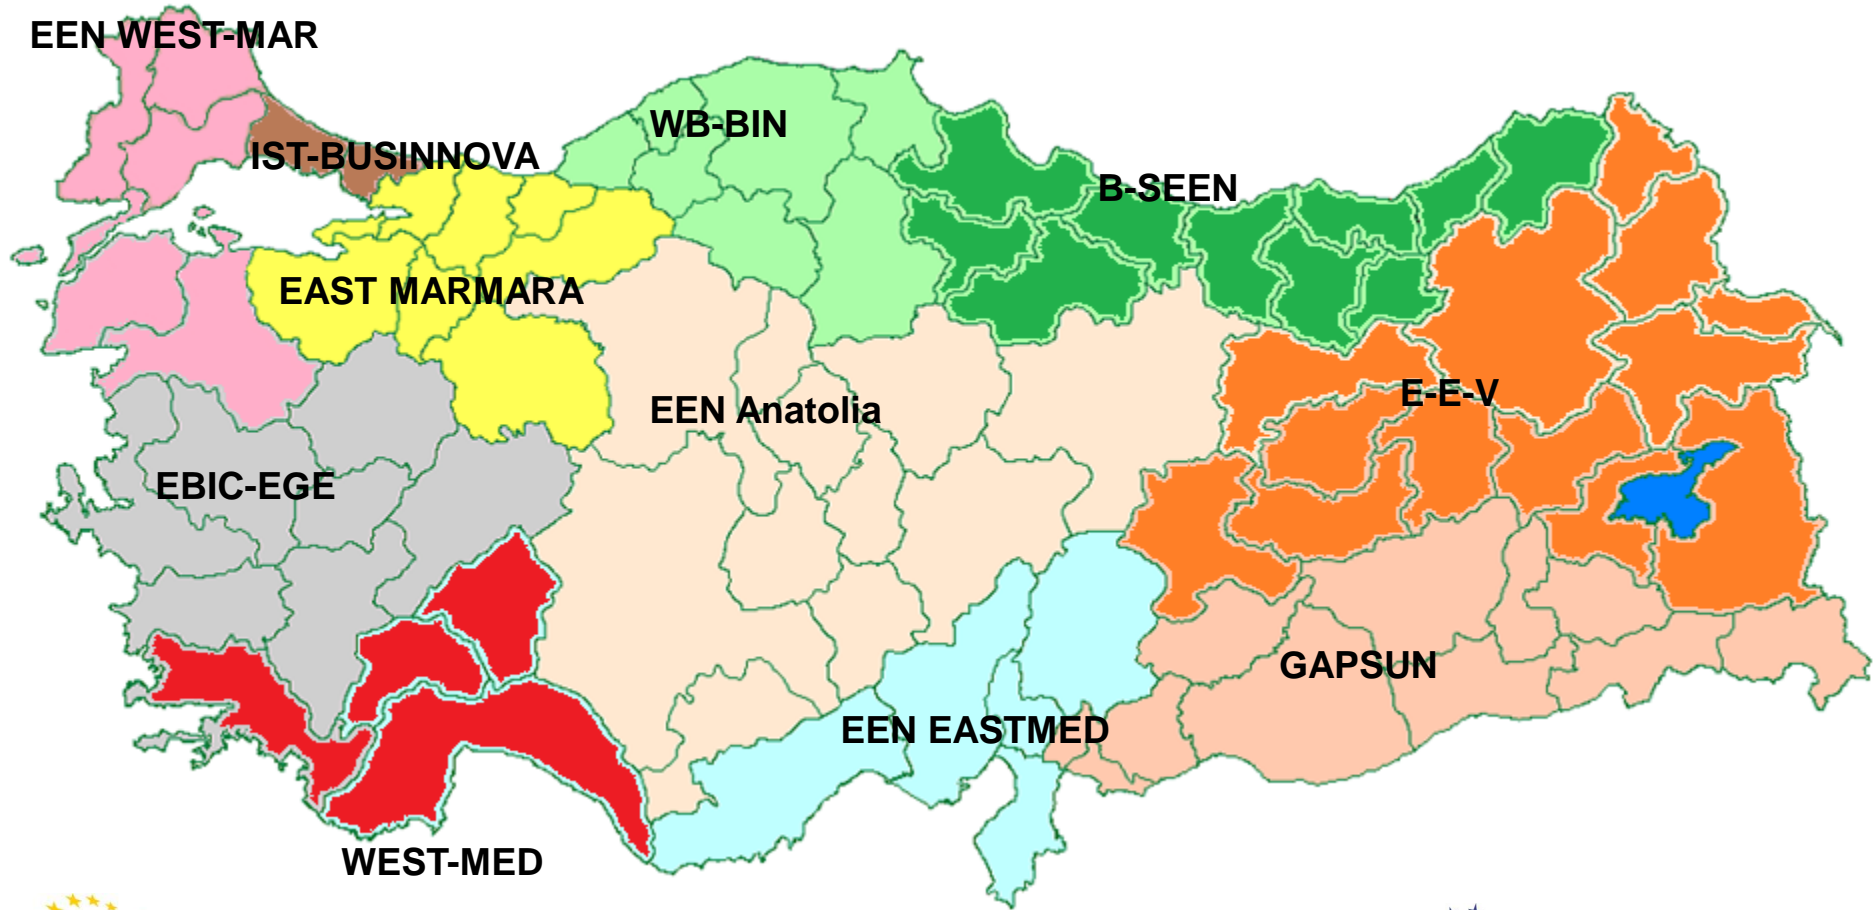 EEN WEST-MAR
WB-BIN
IST-BUSINNOVA
B-SEEN
EAST MARMARA
E-E-V
EEN Anatolia
EBIC-EGE
GAPSUN
EEN EASTMED
WEST-MED